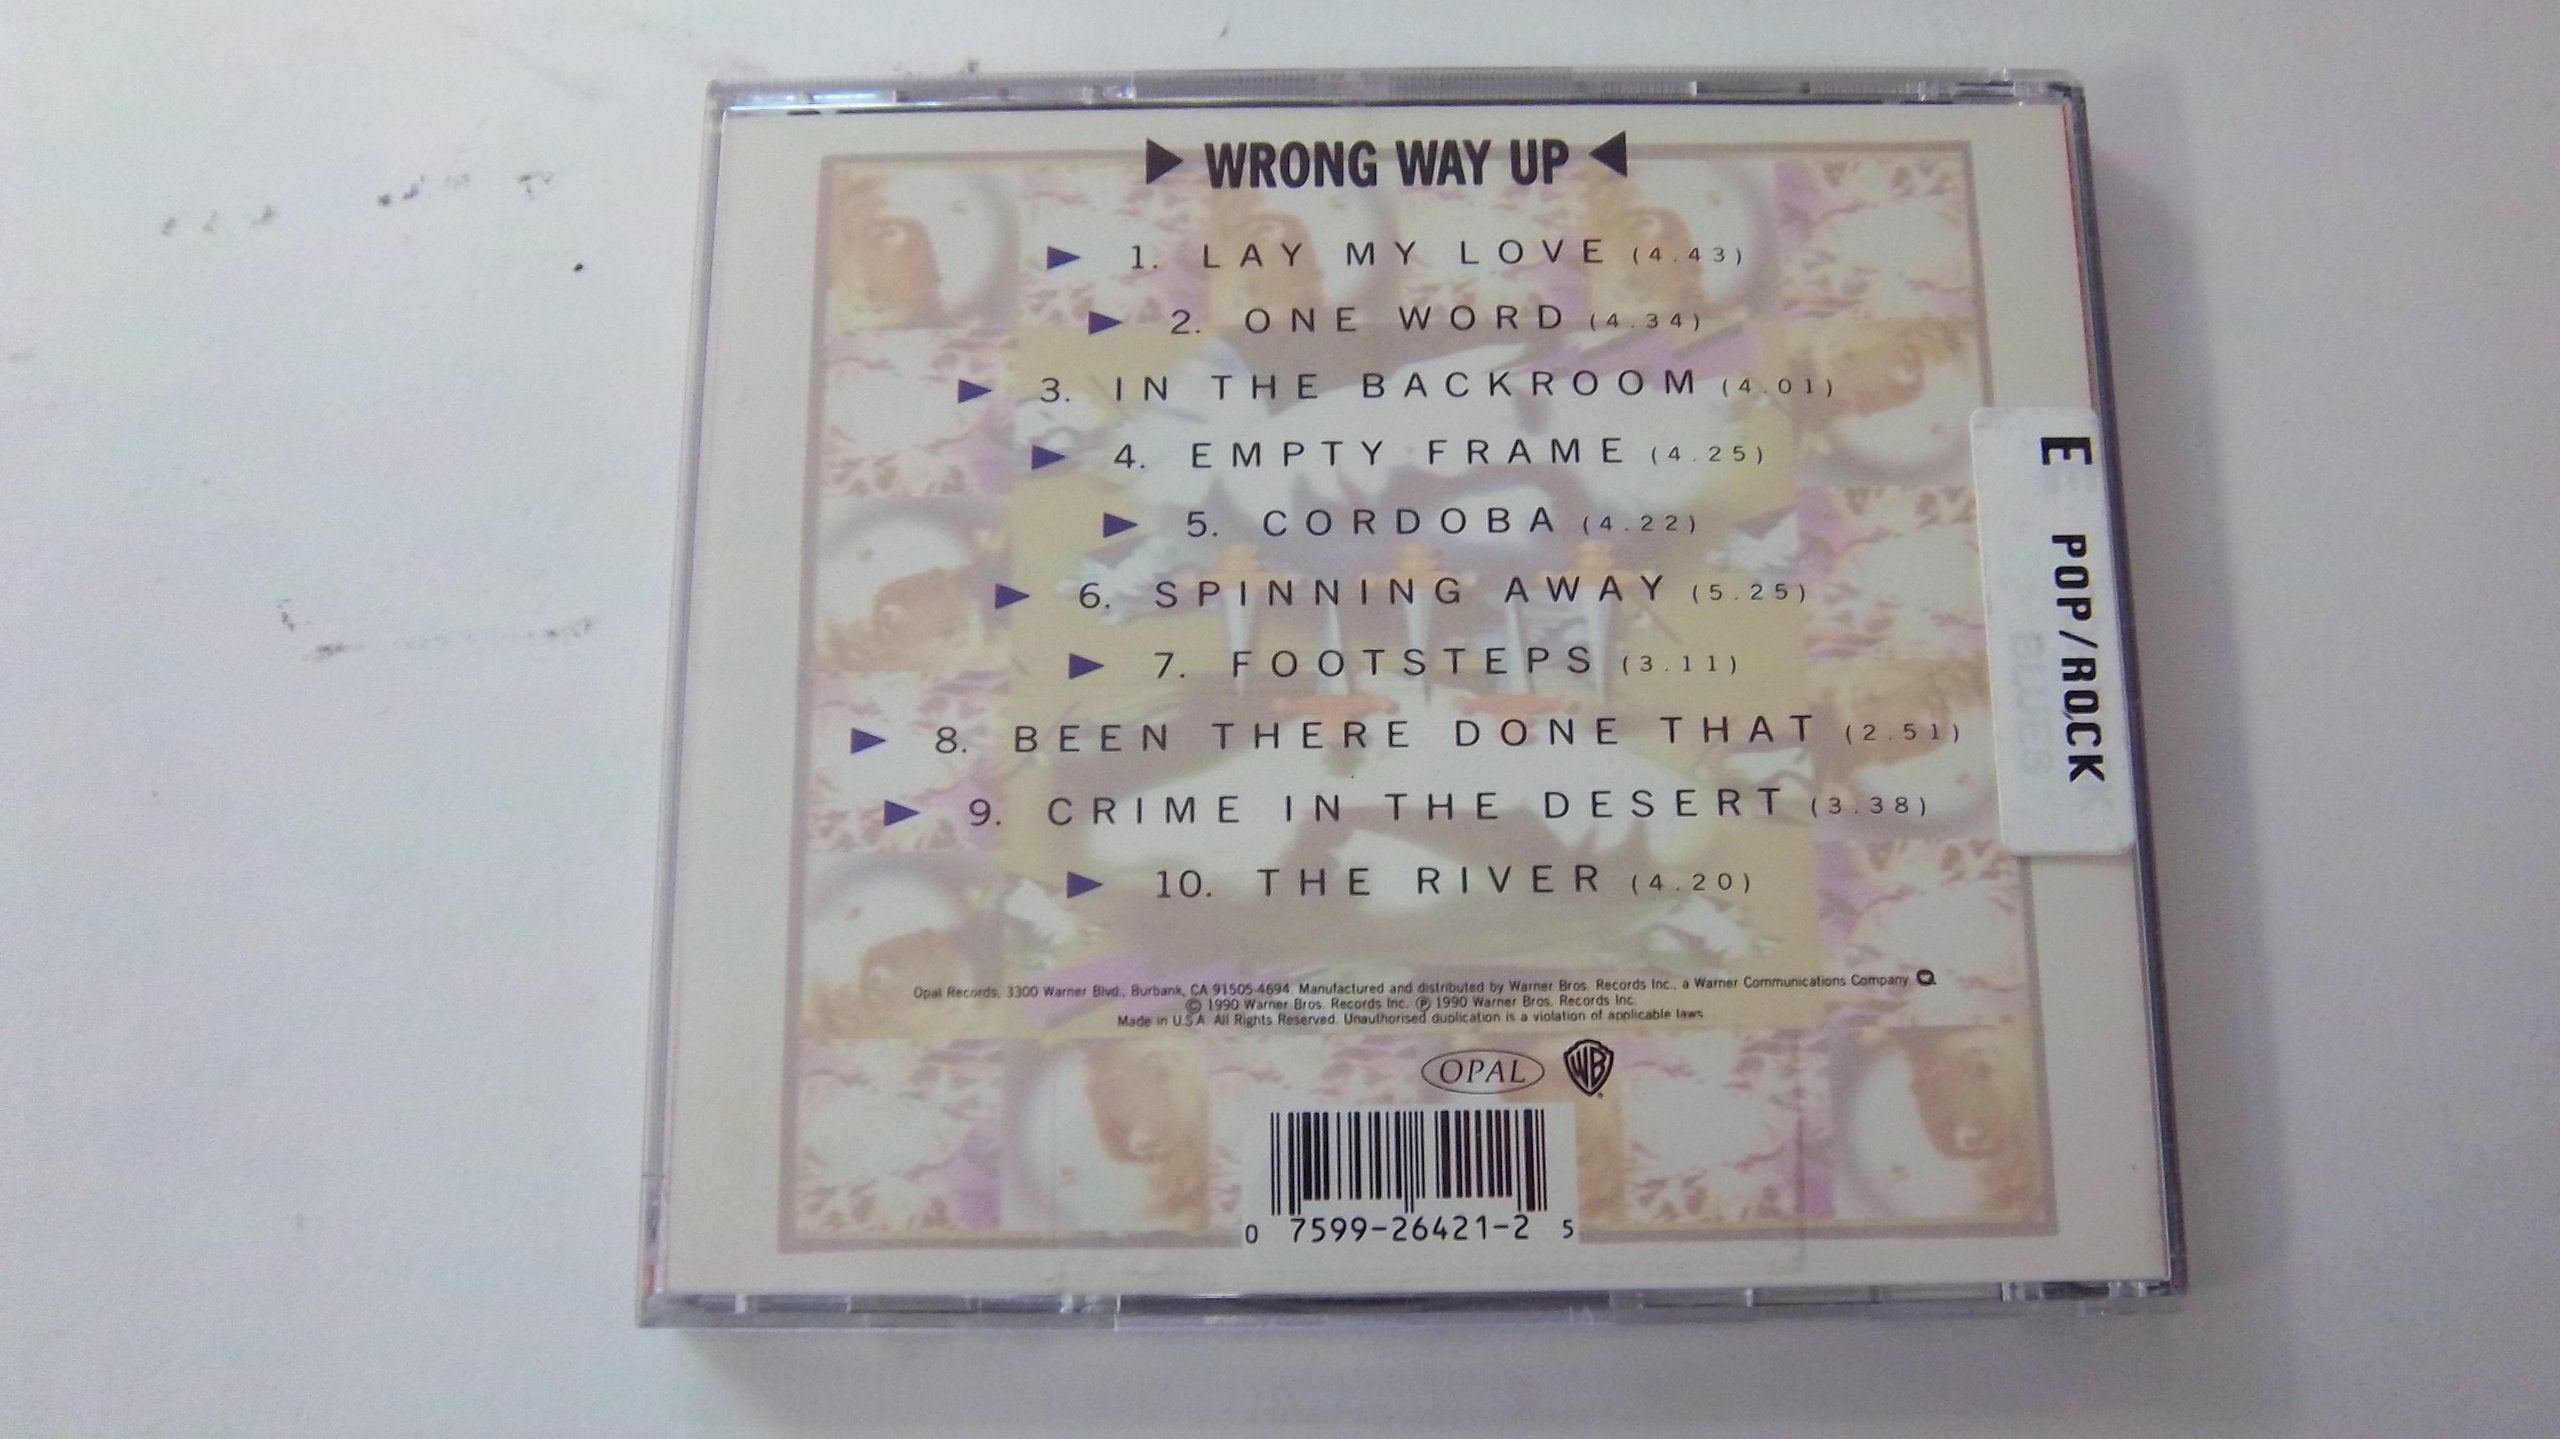 WRONG WAY UP
1. LAY MY LOVE (4.43)
2. ONE WORD (4.34)
3. IN THE BACKROOM (4.01)
4. EMPTY FRAME (4.25)
5. CORDOBA (4.22)
6. SPINNING AWAY (5.25)
7. FOOTSTEPS (3.11)
8. BEEN THERE DONE THAT (2.51)
9. CRIME IN THE DESERT (3.38)
10. THE RIVER (4.20)
Opal Records, 3300 Warner Blvd., Burbank, CA 91505-4694. Manufactured and distributed by Warner Bros. Records Inc., a Warner Communications Company
© 1990 Warner Bros. Records Inc. ℗ 1990 Warner Bros. Records Inc.
Made in U.S.A. All Rights Reserved. Unauthorised duplication is a violation of applicable laws.
OPAL WB
0 7599-26421-2 5
E POP/ROCK
BLUES